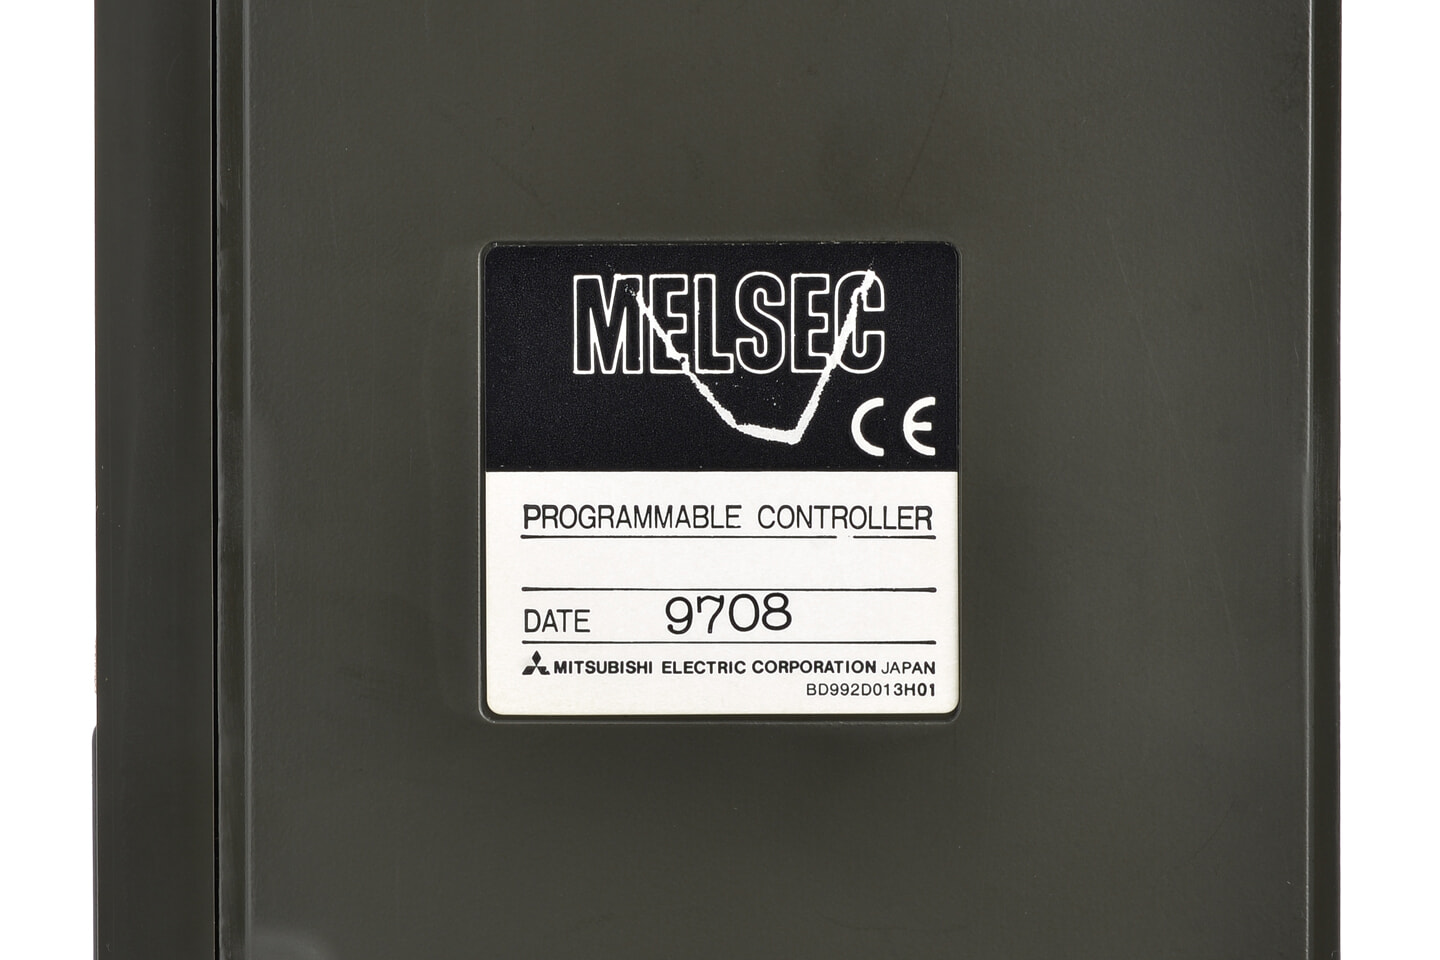 MELSEC
CE
PROGRAMMABLE CONTROLLER
DATE 9708
MITSUBISHI ELECTRIC CORPORATION JAPAN
BD992D013H01